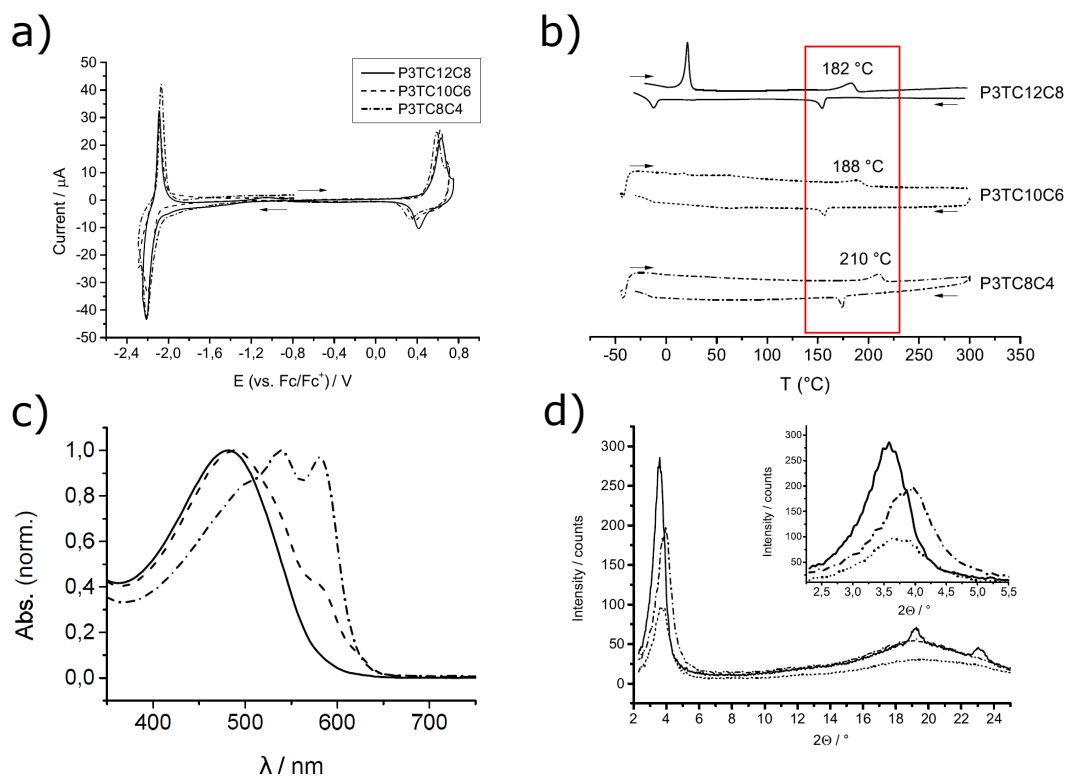 a)
P3TC12C8
P3TC10C6
P3TC8C4
50
40
30
20
10
0
-10
-20
-30
-40
-50
Current / µA
-2,4 -2,0 -1,6 -1,2 -0,8 -0,4 0,0 0,4 0,8
E (vs. Fc/Fc⁺) / V
b)
182 °C
P3TC12C8
188 °C
P3TC10C6
210 °C
P3TC8C4
-50 0 50 100 150 200 250 300 350
T (°C)
c)
1,0
0,8
0,6
0,4
0,2
0,0
Abs. (norm.)
400 500 600 700
λ / nm
d)
300
250
200
150
100
50
0
Intensity / counts
2 4 6 8 10 12 14 16 18 20 22 24
2Θ / °
300
250
200
150
100
50
Intensity / counts
2,5 3,0 3,5 4,0 4,5 5,0 5,5
2Θ / °